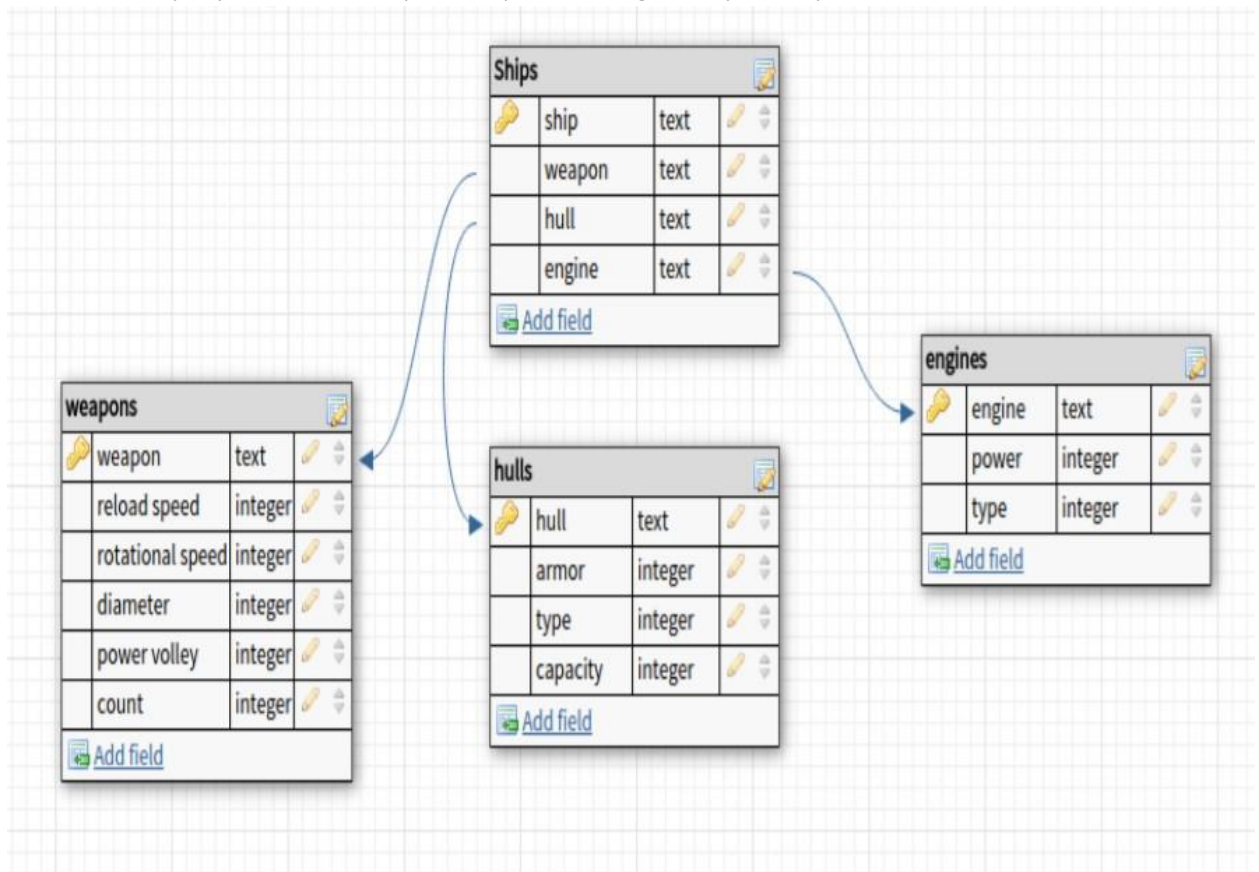 Ships
ship text
weapon text
hull text
engine text
Add field
weapons
weapon text
reload speed integer
rotational speed integer
diameter integer
power volley integer
count integer
Add field
hulls
hull text
armor integer
type integer
capacity integer
Add field
engines
engine text
power integer
type integer
Add field